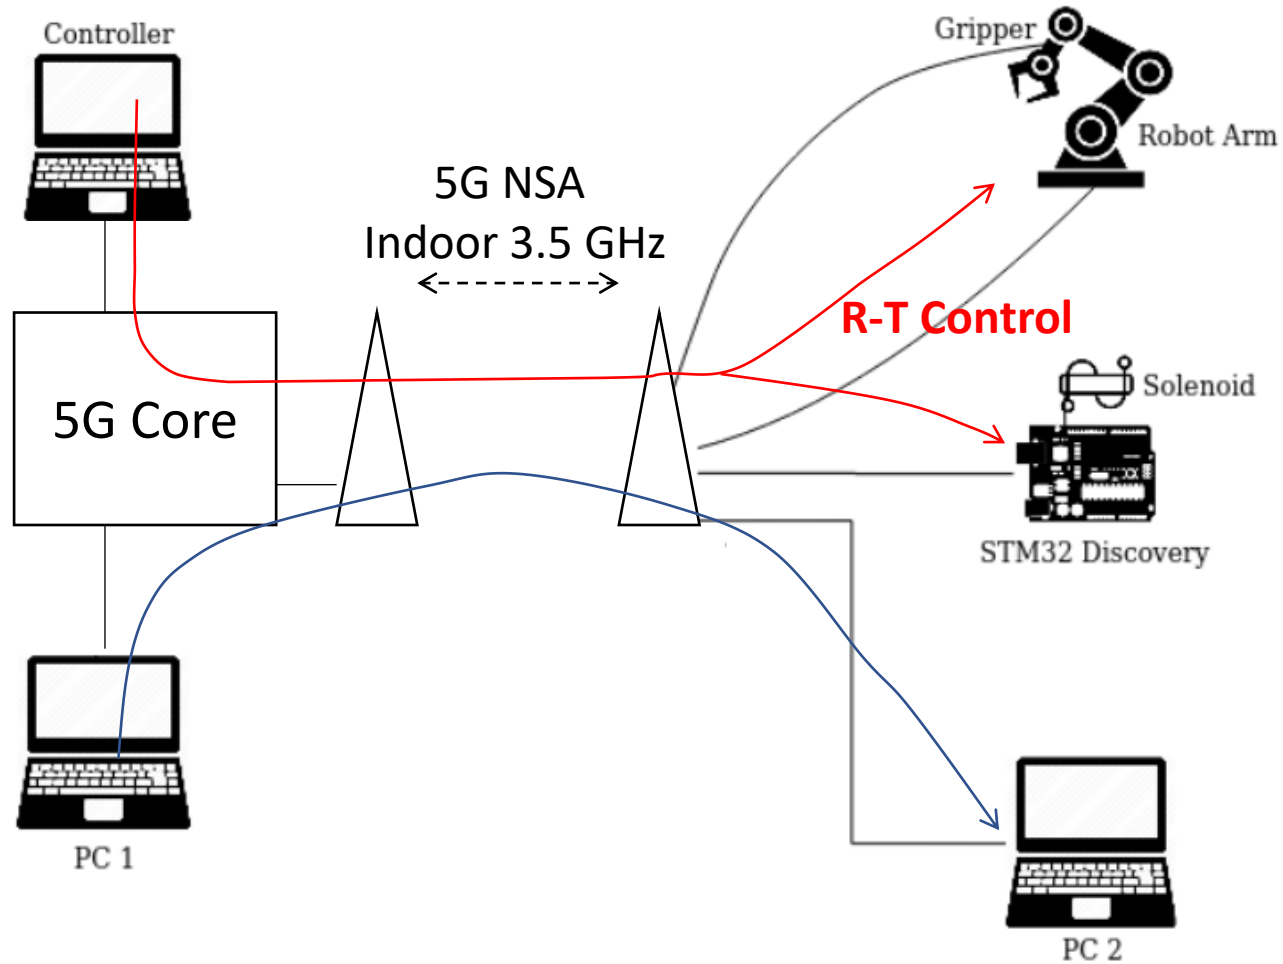 Controller
Gripper
Robot Arm
5G NSA
Indoor 3.5 GHz
R-T Control
Solenoid
5G Core
STM32 Discovery
PC 1
PC 2